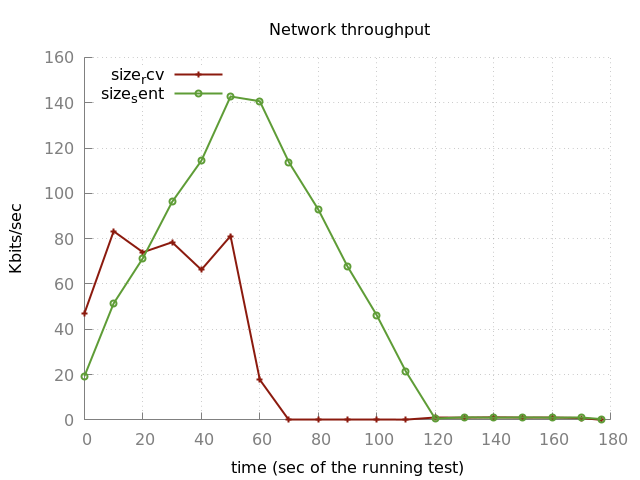 Network throughput
160
140
120
100
80
60
40
20
0
size_rcv
size_sent
Kbits/sec
0 20 40 60 80 100 120 140 160 180
time (sec of the running test)